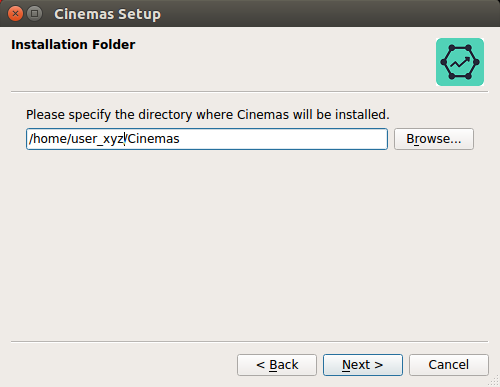 Cinemas Setup
Installation Folder
Please specify the directory where Cinemas will be installed.
/home/user_xyz/Cinemas
Browse...
< Back
Next >
Cancel